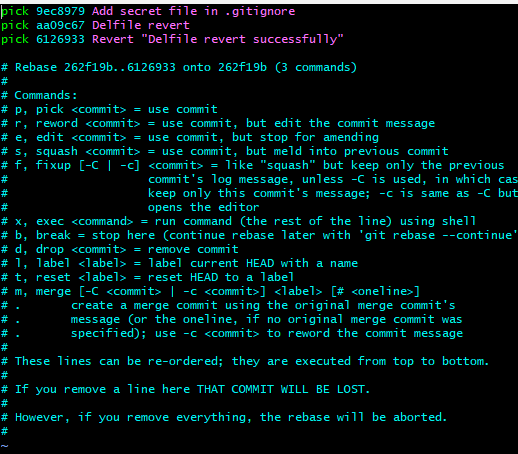 pick 9ec8979 Add secret file in .gitignore
pick aa09c67 Delfile revert
pick 6126933 Revert "Delfile revert successfully"

# Rebase 262f19b..6126933 onto 262f19b (3 commands)
#
# Commands:
# p, pick <commit> = use commit
# r, reword <commit> = use commit, but edit the commit message
# e, edit <commit> = use commit, but stop for amending
# s, squash <commit> = use commit, but meld into previous commit
# f, fixup [-C | -c] <commit> = like "squash" but keep only the previous
#                    commit's log message, unless -C is used, in which cas
#                    keep only this commit's message; -c is same as -C but
#                    opens the editor
# x, exec <command> = run command (the rest of the line) using shell
# b, break = stop here (continue rebase later with 'git rebase --continue'
# d, drop <commit> = remove commit
# l, label <label> = label current HEAD with a name
# t, reset <label> = reset HEAD to a label
# m, merge [-C <commit> | -c <commit>] <label> [# <oneline>]
# .       create a merge commit using the original merge commit's
# .       message (or the oneline, if no original merge commit was
# .       specified); use -c <commit> to reword the commit message
#
# These lines can be re-ordered; they are executed from top to bottom.
#
# If you remove a line here THAT COMMIT WILL BE LOST.
#
# However, if you remove everything, the rebase will be aborted.
#
~